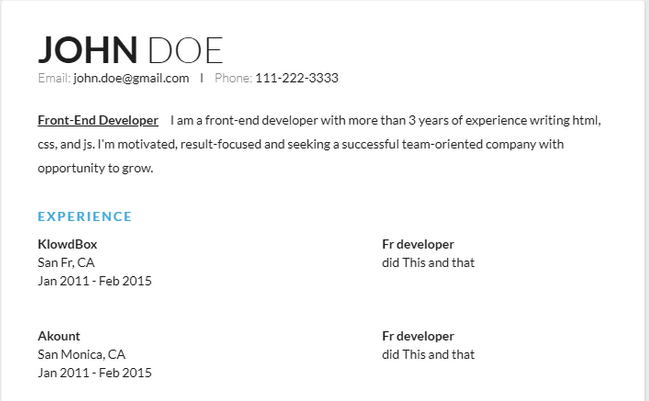 JOHN DOE
Email: john.doe@gmail.com | Phone: 111-222-3333
Front-End Developer I am a front-end developer with more than 3 years of experience writing html,
css, and js. I'm motivated, result-focused and seeking a successful team-oriented company with
opportunity to grow.
EXPERIENCE
KlowdBox Fr developer
San Fr, CA did This and that
Jan 2011 - Feb 2015
Akount Fr developer
San Monica, CA did This and that
Jan 2011 - Feb 2015